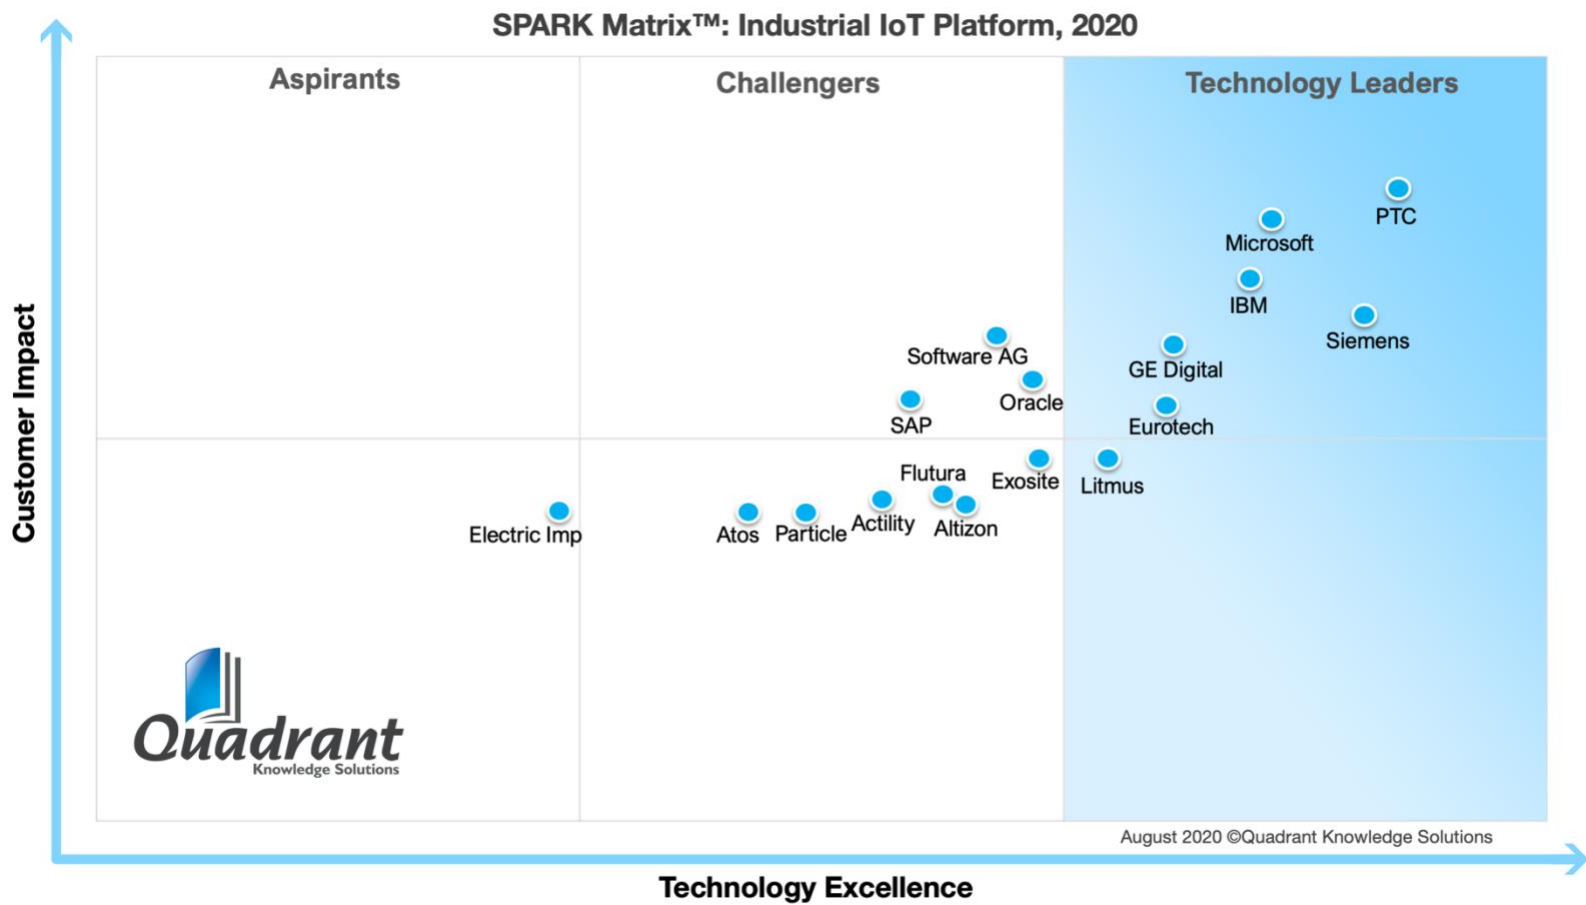 SPARK Matrix™: Industrial IoT Platform, 2020
Aspirants
Challengers
Technology Leaders
PTC
Microsoft
IBM
Siemens
Software AG
GE Digital
Oracle
SAP
Eurotech
Flutura
Exosite
Litmus
Electric Imp
Atos
Particle
Actility
Altizon
Customer Impact
Quadrant
Knowledge Solutions
August 2020 ©Quadrant Knowledge Solutions
Technology Excellence